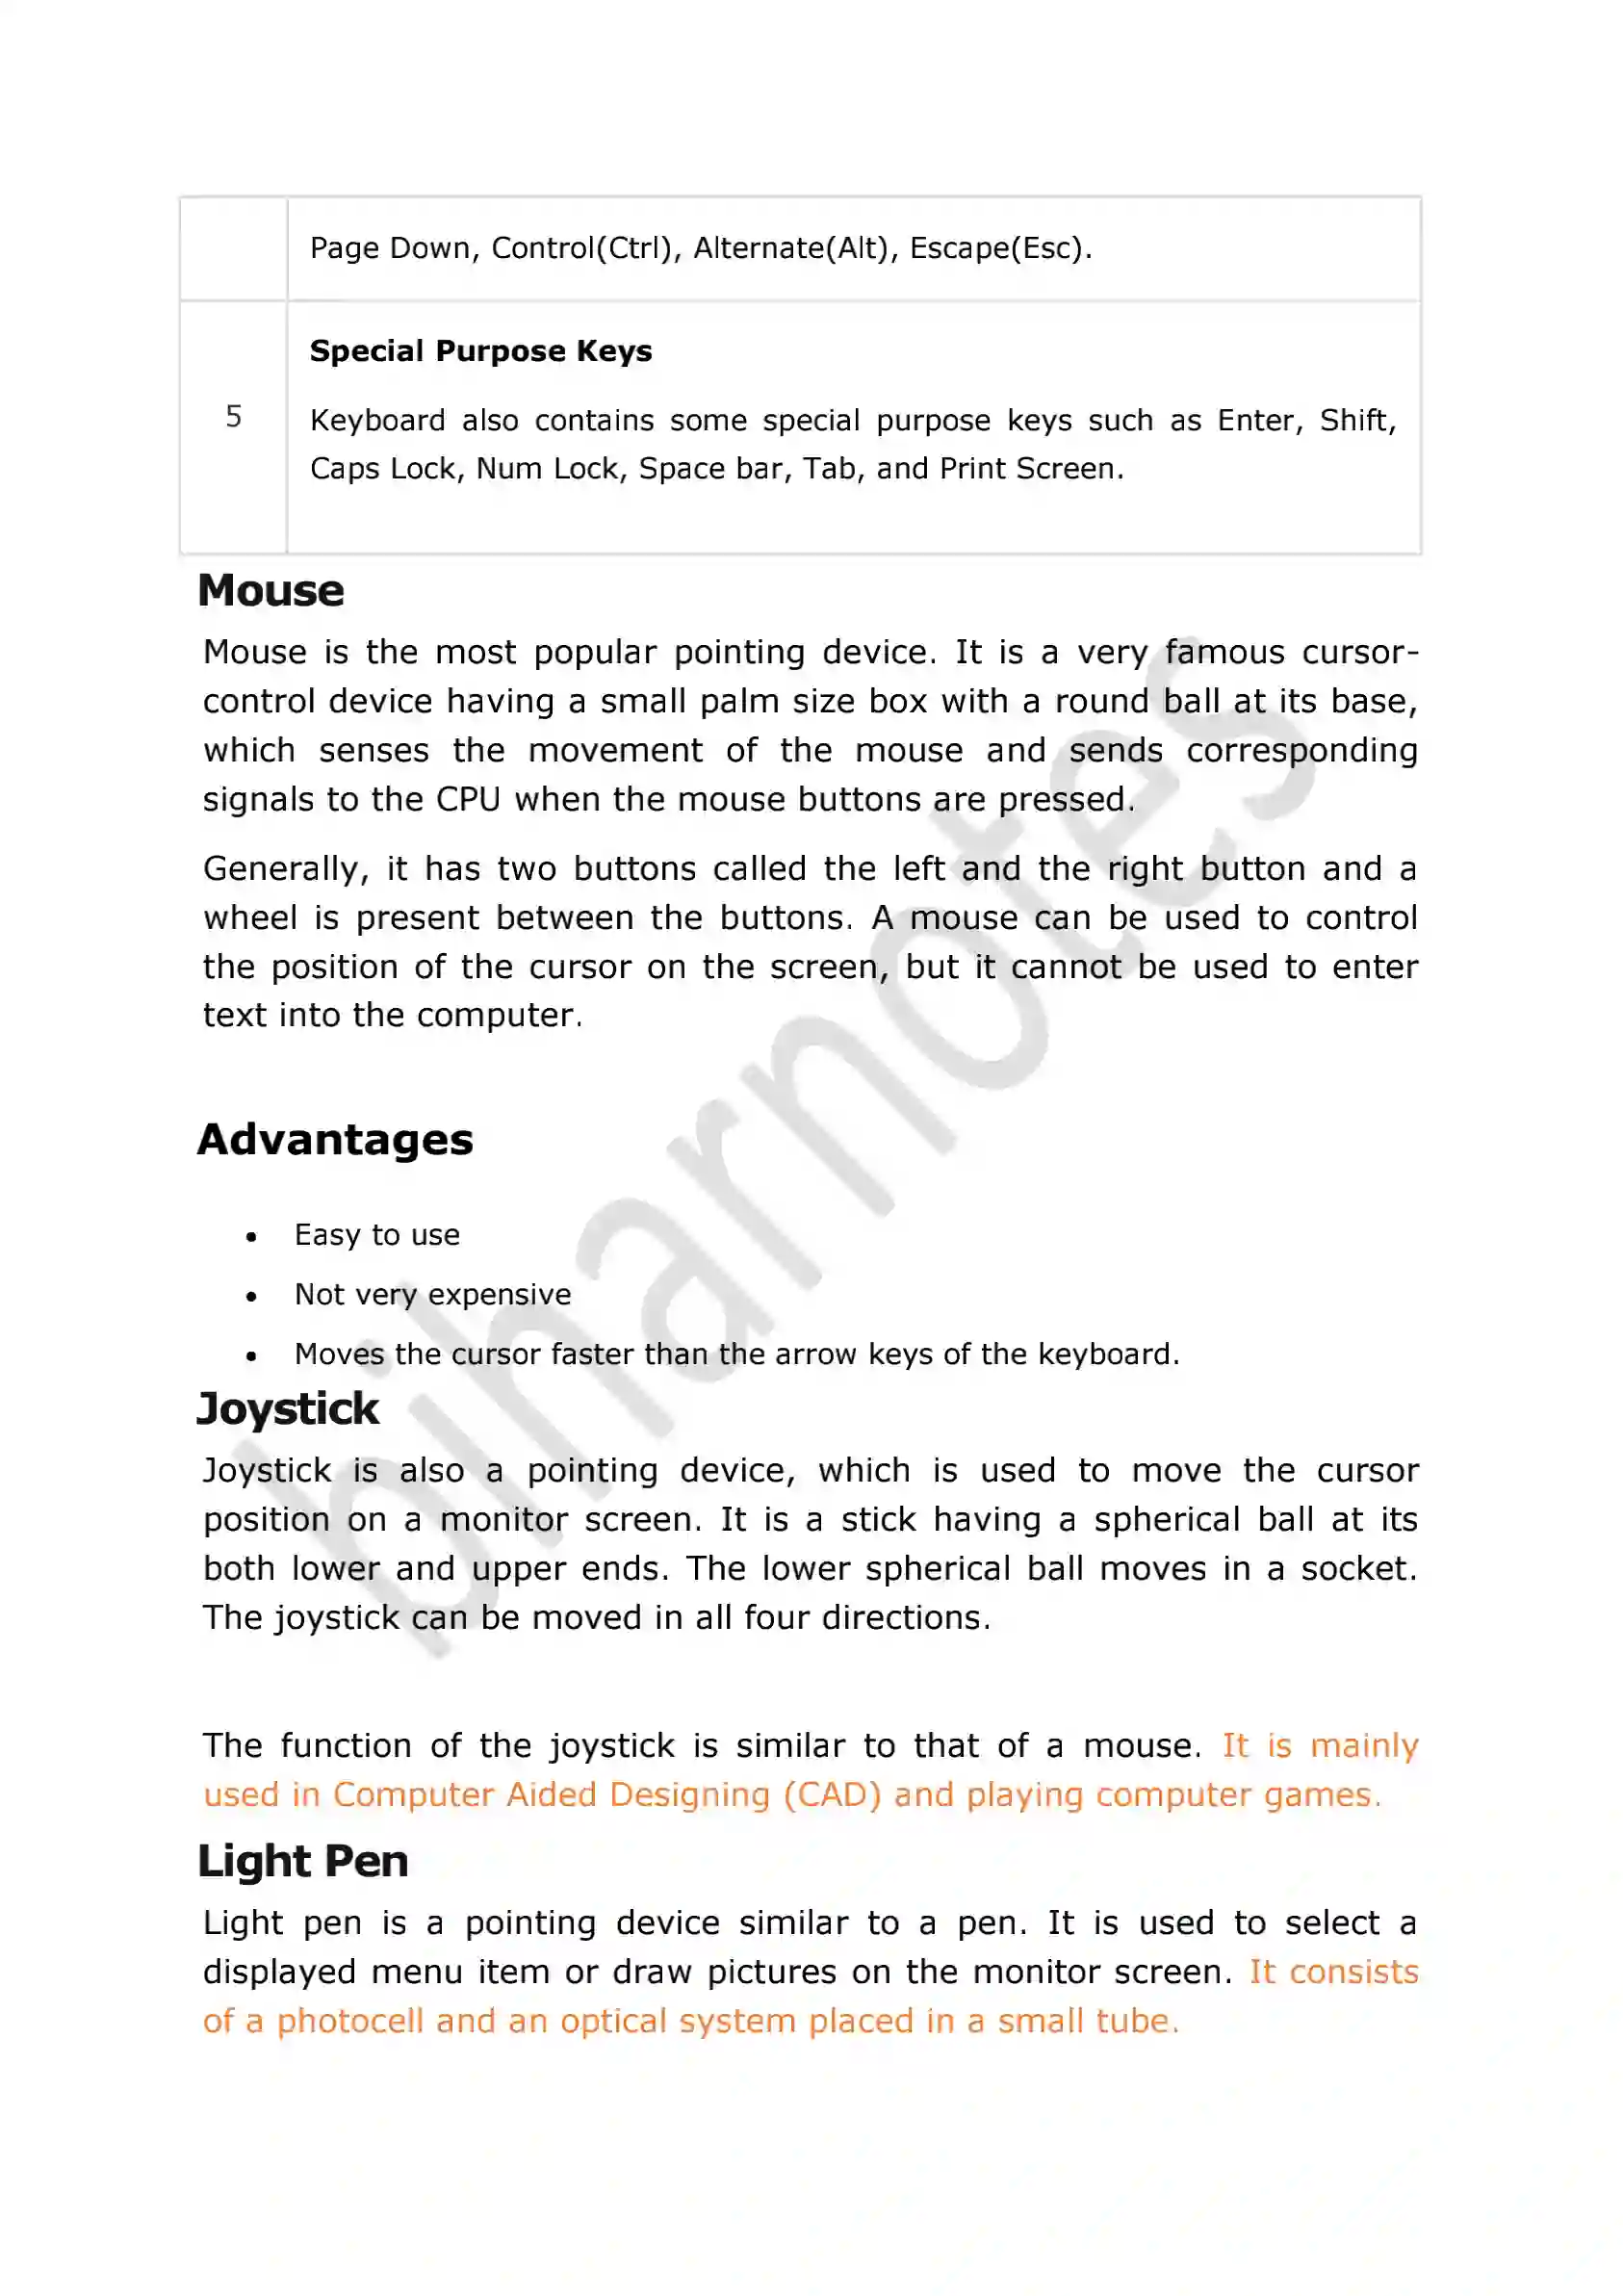 Page Down, Control(Ctrl), Alternate(Alt), Escape(Esc).
Special Purpose Keys
5
Keyboard also contains some special purpose keys such as Enter, Shift,
Caps Lock, Num Lock, Space bar, Tab, and Print Screen.
Mouse
Mouse is the most popular pointing device. It is a very famous cursor-
control device having a small palm size box with a round ball at its base,
which senses the movement of the mouse and sends corresponding
signals to the CPU when the mouse buttons are pressed.
Generally, it has two buttons called the left and the right button and a
wheel is present between the buttons. A mouse can be used to control
the position of the cursor on the screen, but it cannot be used to enter
text into the computer.
Advantages
• Easy to use
• Not very expensive
• Moves the cursor faster than the arrow keys of the keyboard.
Joystick
Joystick is also a pointing device, which is used to move the cursor
position on a monitor screen. It is a stick having a spherical ball at its
both lower and upper ends. The lower spherical ball moves in a socket.
The joystick can be moved in all four directions.
The function of the joystick is similar to that of a mouse. It is mainly
used in Computer Aided Designing (CAD) and playing computer games.
Light Pen
Light pen is a pointing device similar to a pen. It is used to select a
displayed menu item or draw pictures on the monitor screen. It consists
of a photocell and an optical system placed in a small tube.
biharnotes